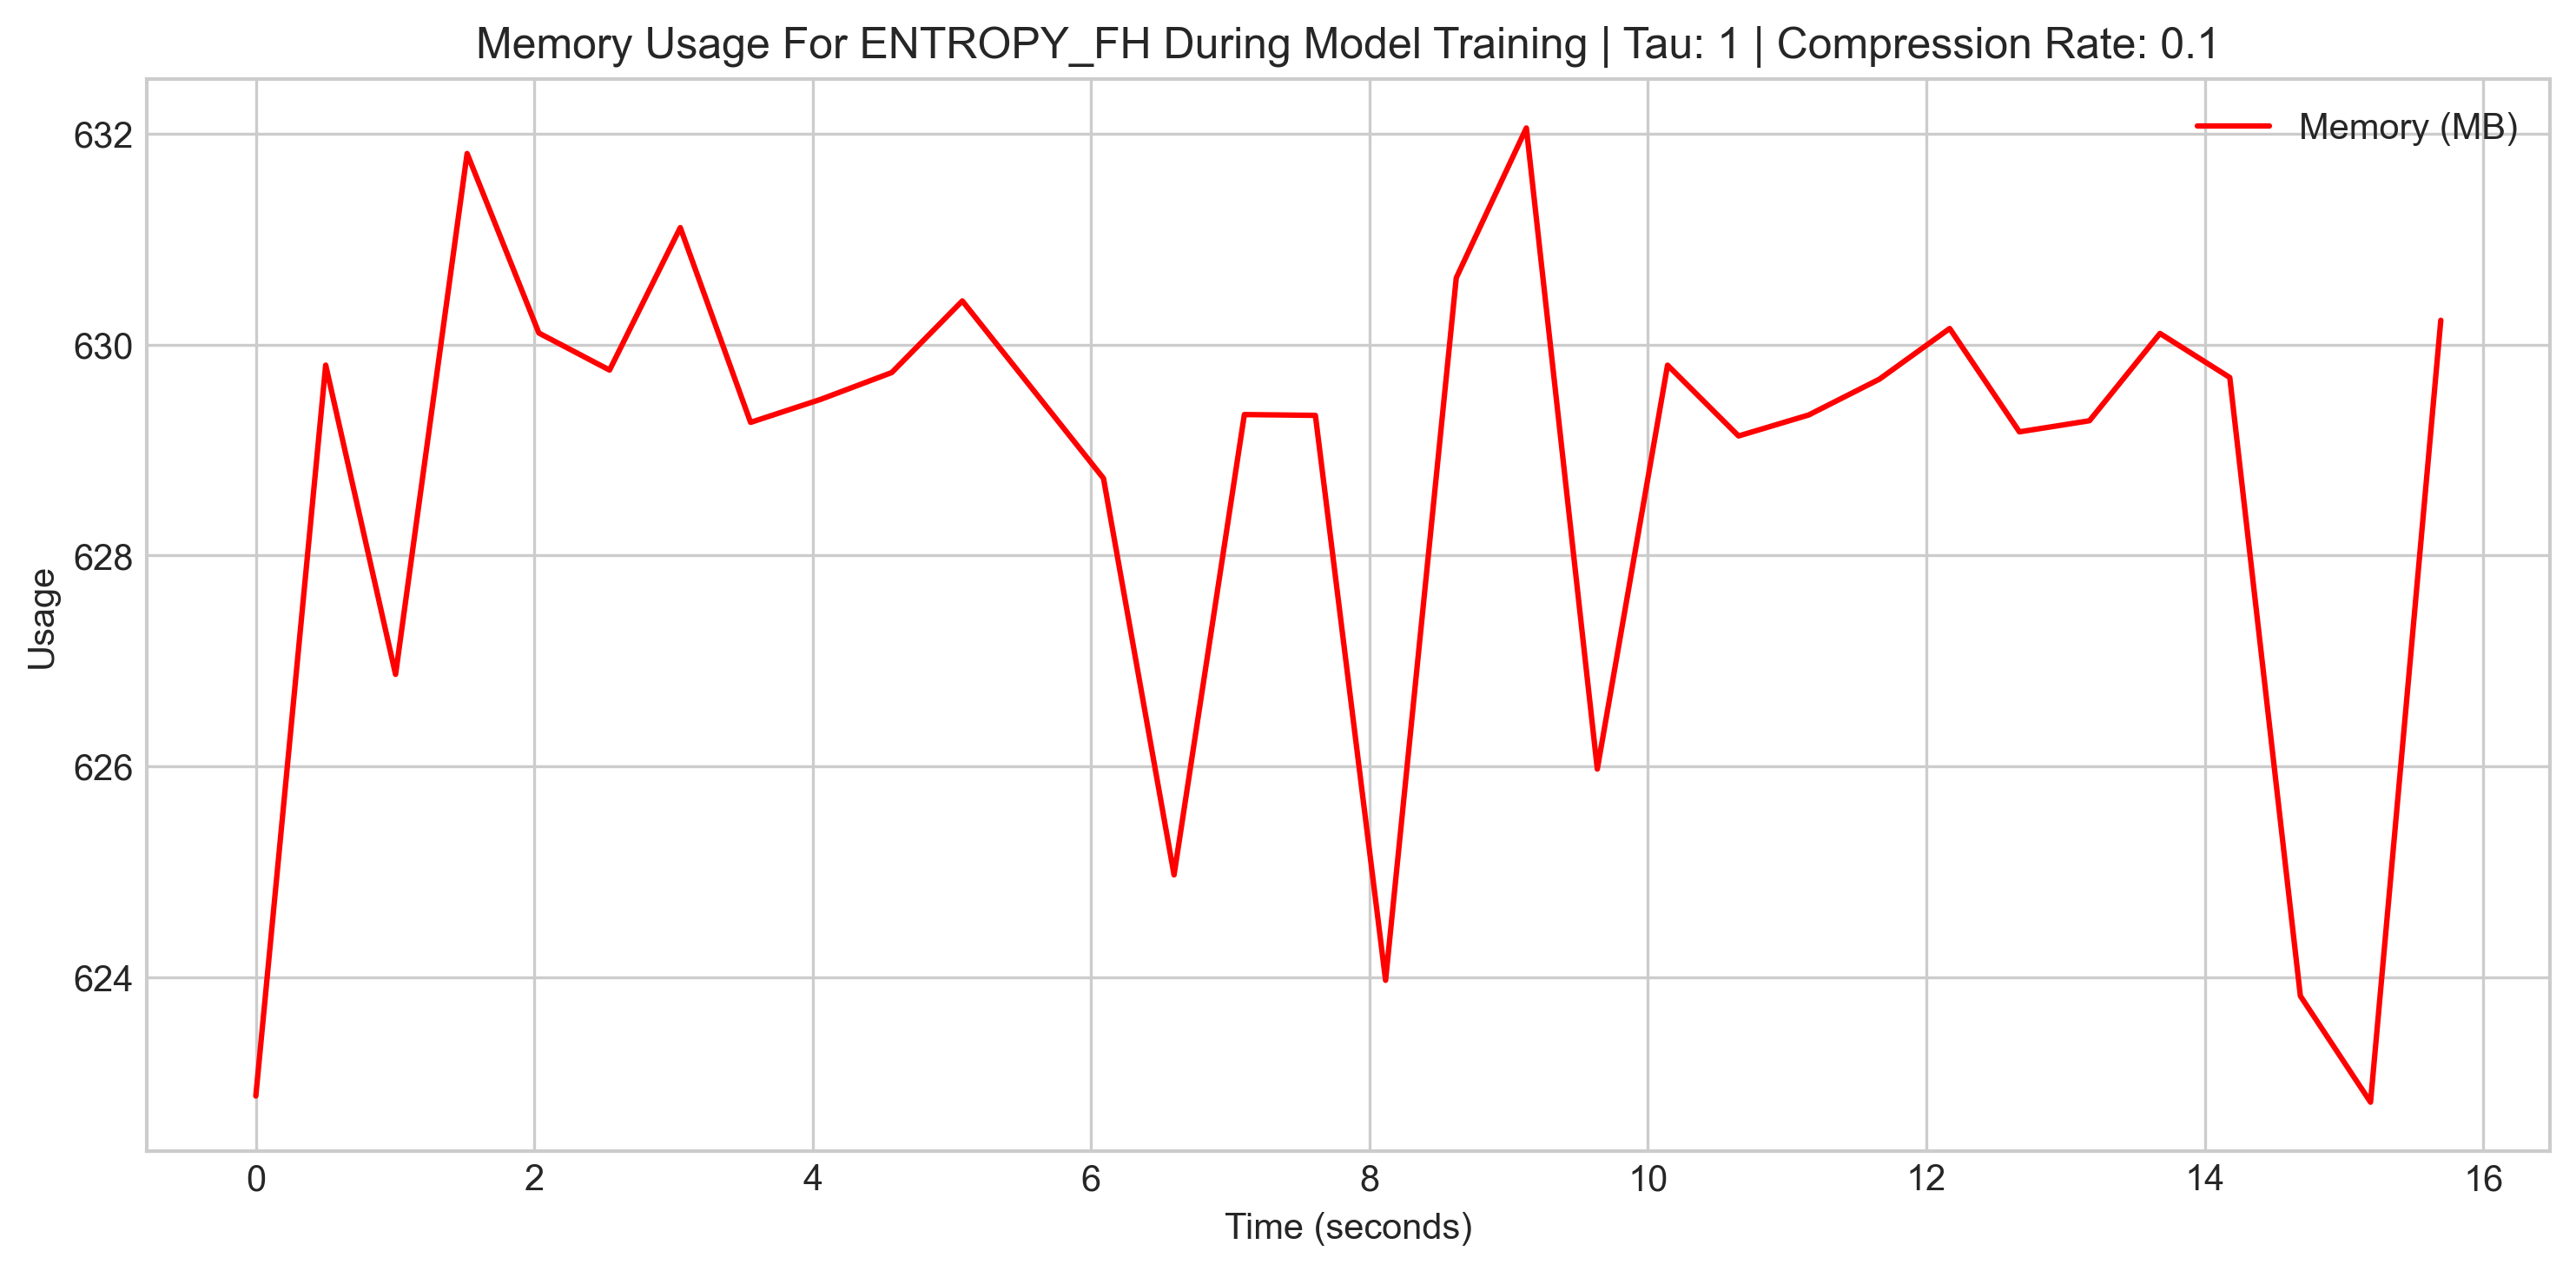 Memory Usage For ENTROPY_FH During Model Training | Tau: 1 | Compression Rate: 0.1
Memory (MB)
632
630
628
626
624
Usage
0 2 4 6 8 10 12 14 16
Time (seconds)